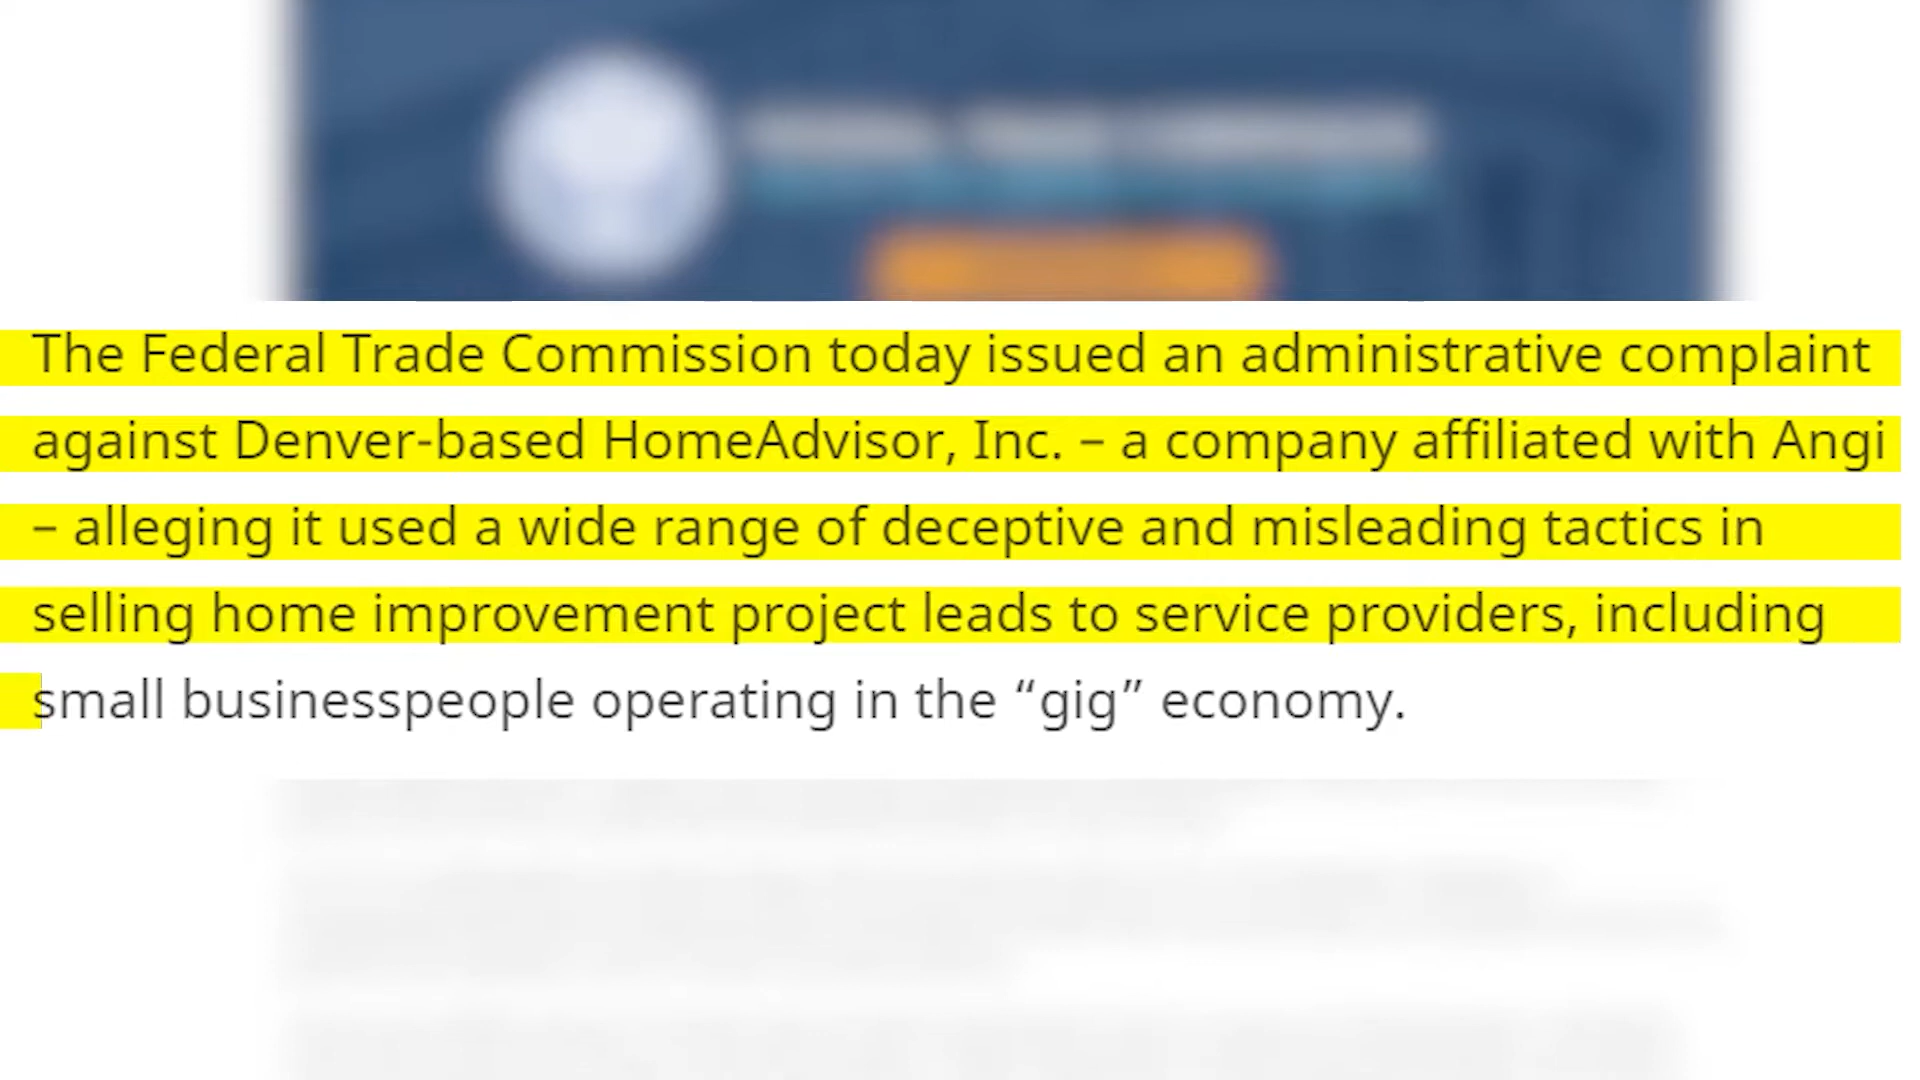 The Federal Trade Commission today issued an administrative complaint
against Denver-based HomeAdvisor, Inc. – a company affiliated with Angi
– alleging it used a wide range of deceptive and misleading tactics in
selling home improvement project leads to service providers, including
small businesspeople operating in the “gig” economy.